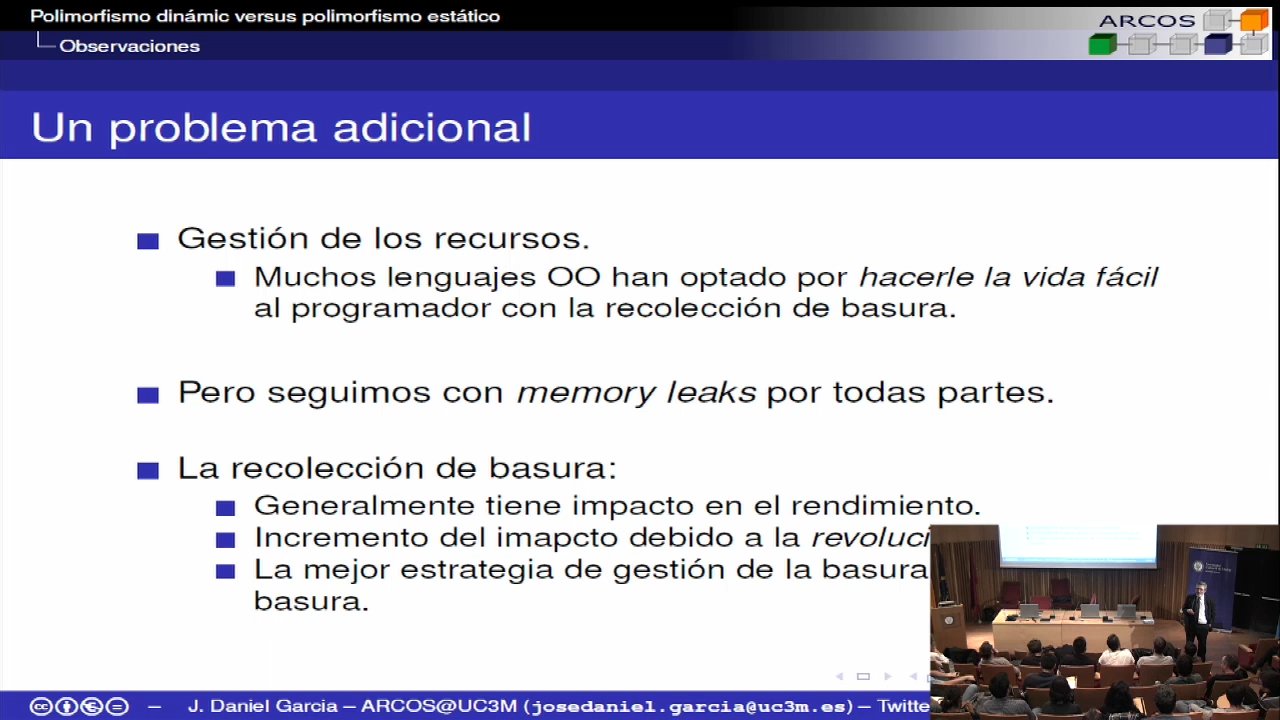 Polimorfismo dinámic versus polimorfismo estático
Observaciones
ARCOS
Un problema adicional
Gestión de los recursos.
Muchos lenguajes OO han optado por hacerle la vida fácil
al programador con la recolección de basura.
Pero seguimos con memory leaks por todas partes.
La recolección de basura:
Generalmente tiene impacto en el rendimiento.
Incremento del imapcto debido a la revoluci
La mejor estrategia de gestión de la basura
basura.
J. Daniel Garcia – ARCOS@UC3M (josedaniel.garcia@uc3m.es) – Twitte